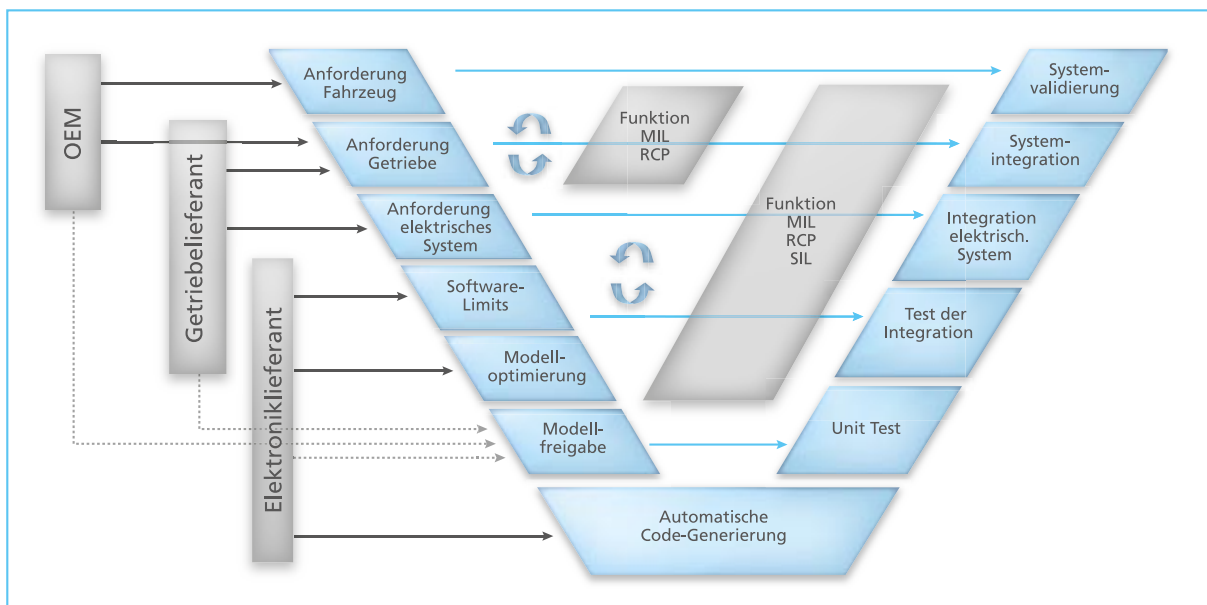 OEM
Getriebelieferant
Elektroniklieferant
Anforderung
Fahrzeug
Anforderung
Getriebe
Anforderung
elektrisches
System
Software-
Limits
Modell-
optimierung
Modell-
freigabe
Automatische
Code-Generierung
Funktion
MIL
RCP
Funktion
MIL
RCP
SIL
System-
validierung
System-
integration
Integration
elektrisch.
System
Test der
Integration
Unit Test